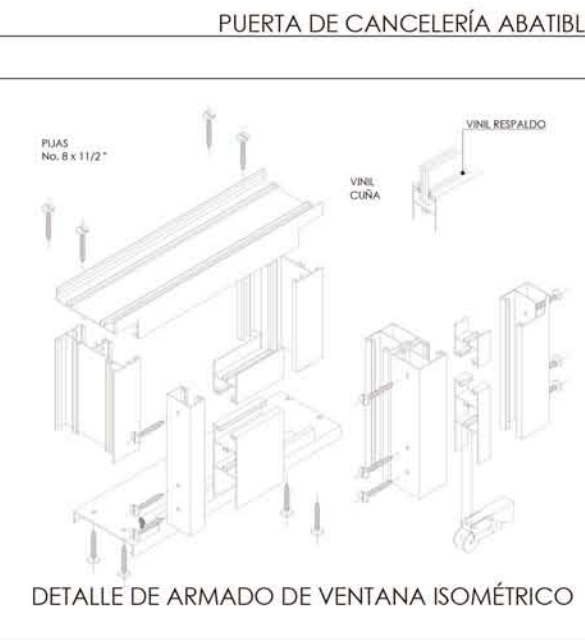 PUERTA DE CANCELERÍA ABATIBL
PIJAS
No. 8 x 11/2"
VINIL RESPALDO
VINIL
CUÑA
DETALLE DE ARMADO DE VENTANA ISOMÉTRICO